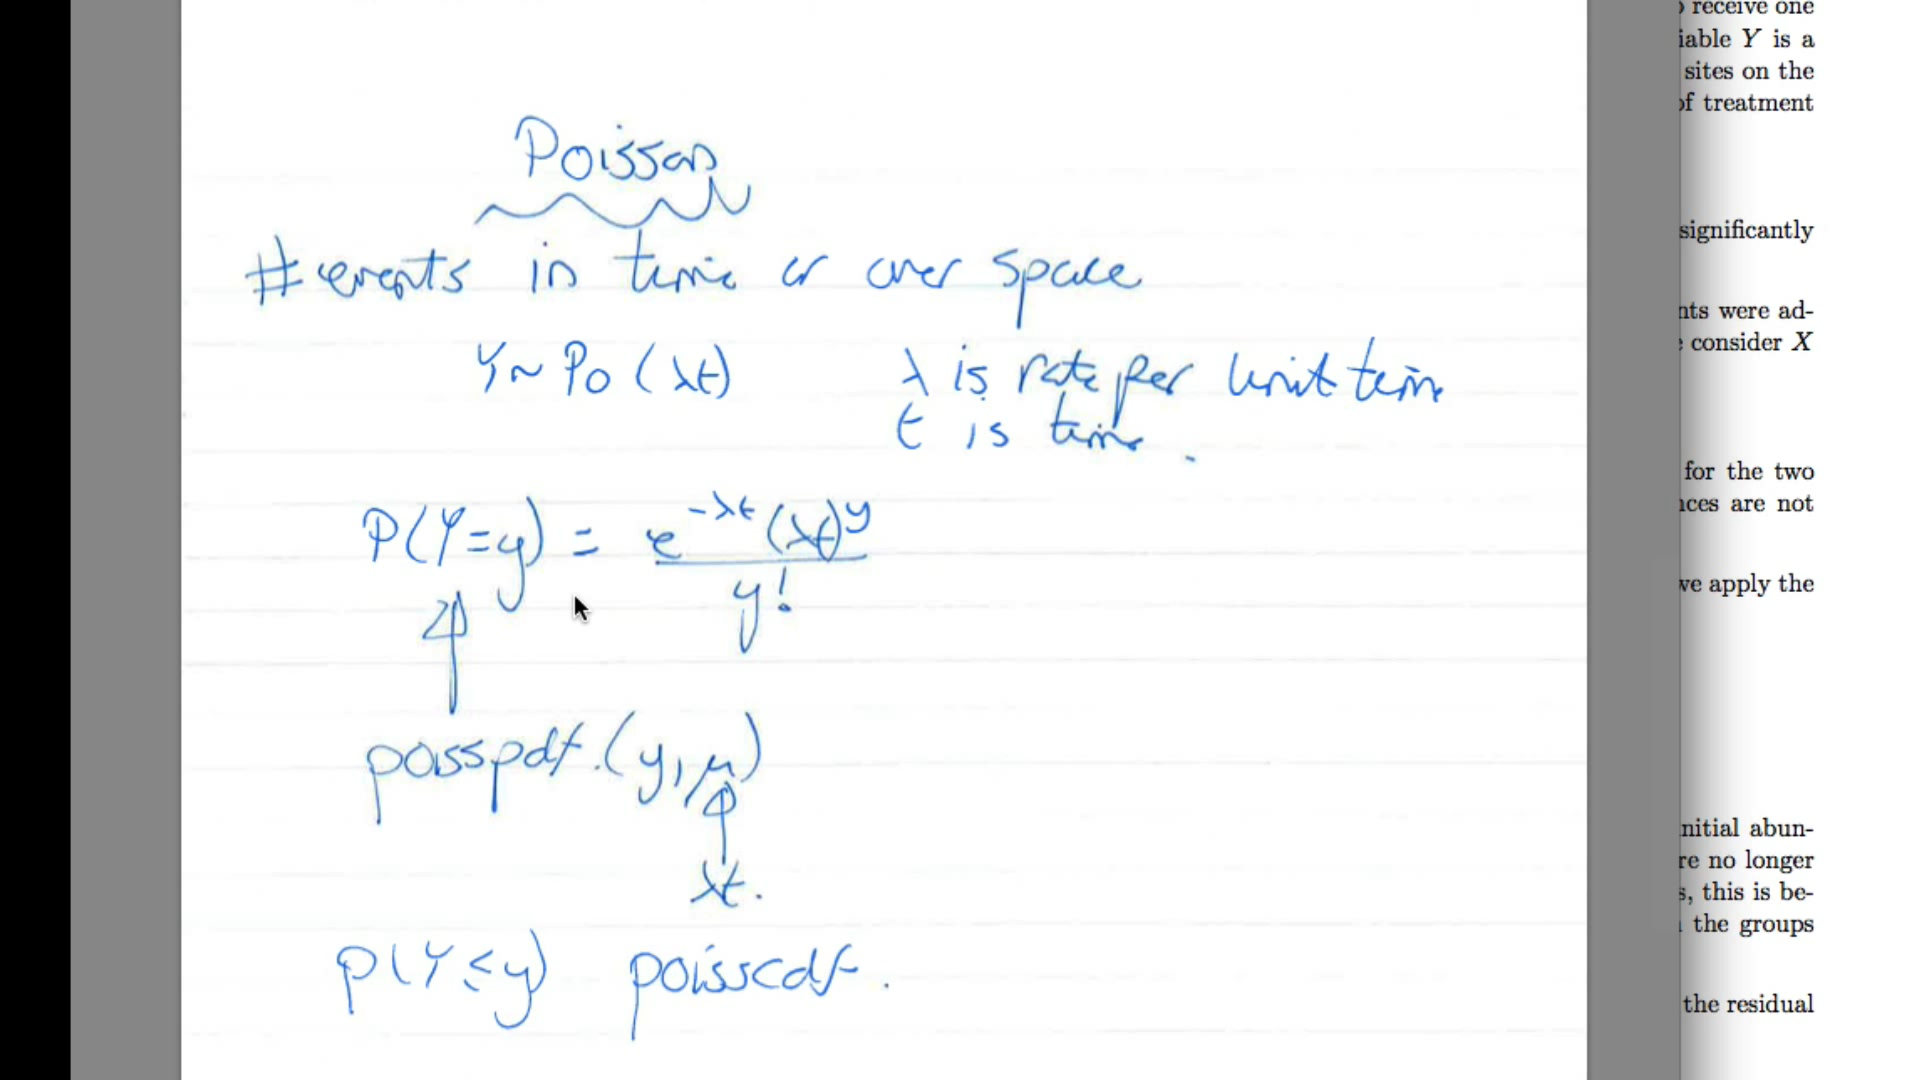 Poisson
# events in time or over space
Y ~ Po (λt) λ is rate per unit time
t is time.
P(Y=y) = e^{-λt} (λt)^y / y!
poisspdf.(y, μ)
λt.
P(Y≤y) poisscdf.
receive one
iable Y is a
sites on the
of treatment
significantly
nts were ad-
consider X
for the two
nces are not
we apply the
nitial abun-
re no longer
s, this is be-
the groups
the residual